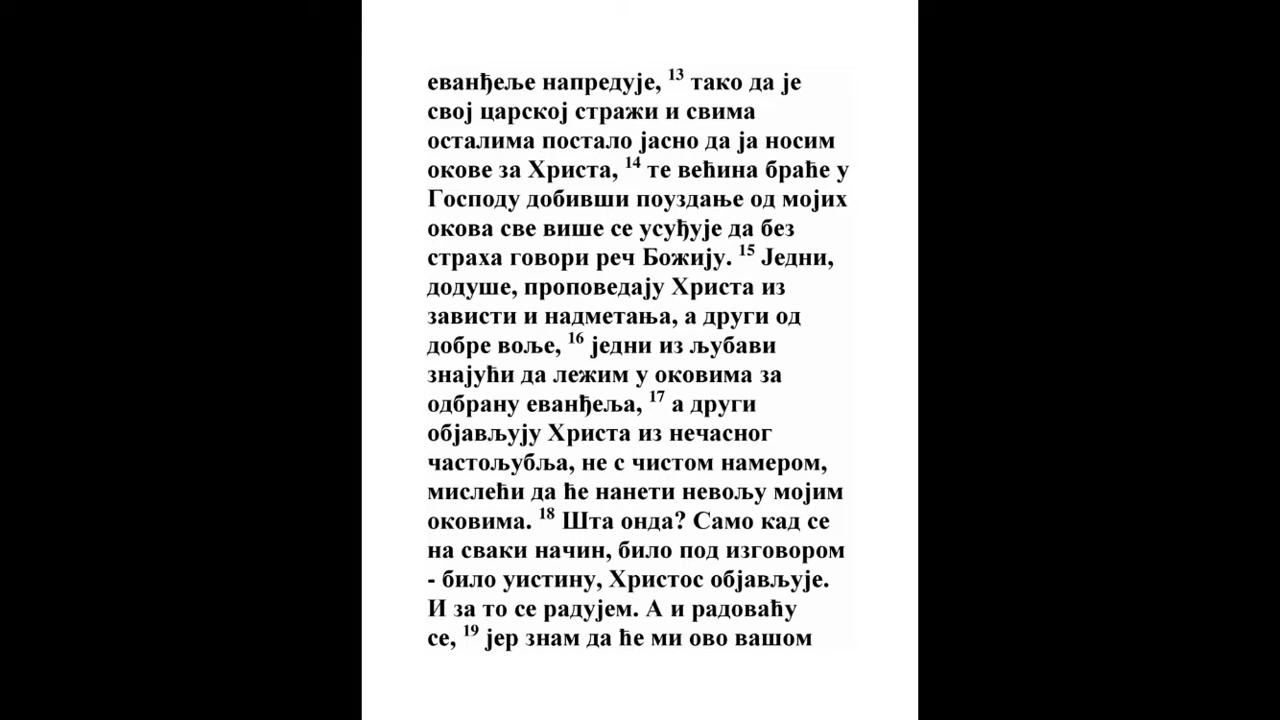 еванђеље напредује, 13 тако да је
свој царској стражи и свима
осталима постало јасно да ја носим
окове за Христа, 14 те већина браће у
Господу добивши поуздање од мојих
окова све више се усуђује да без
страха говори реч Божију. 15 Једни,
додуше, проповедају Христа из
зависти и надметања, а други од
добре воље, 16 једни из љубави
знајући да лежим у оковима за
одбрану еванђеља, 17 а други
објављују Христа из нечасног
частољубља, не с чистом намером,
мислећи да ће нанети невољу мојим
оковима. 18 Шта онда? Само кад се
на сваки начин, било под изговором
- било уистину, Христос објављује.
И за то се радујем. А и радоваћу
се, 19 јер знам да ће ми ово вашом